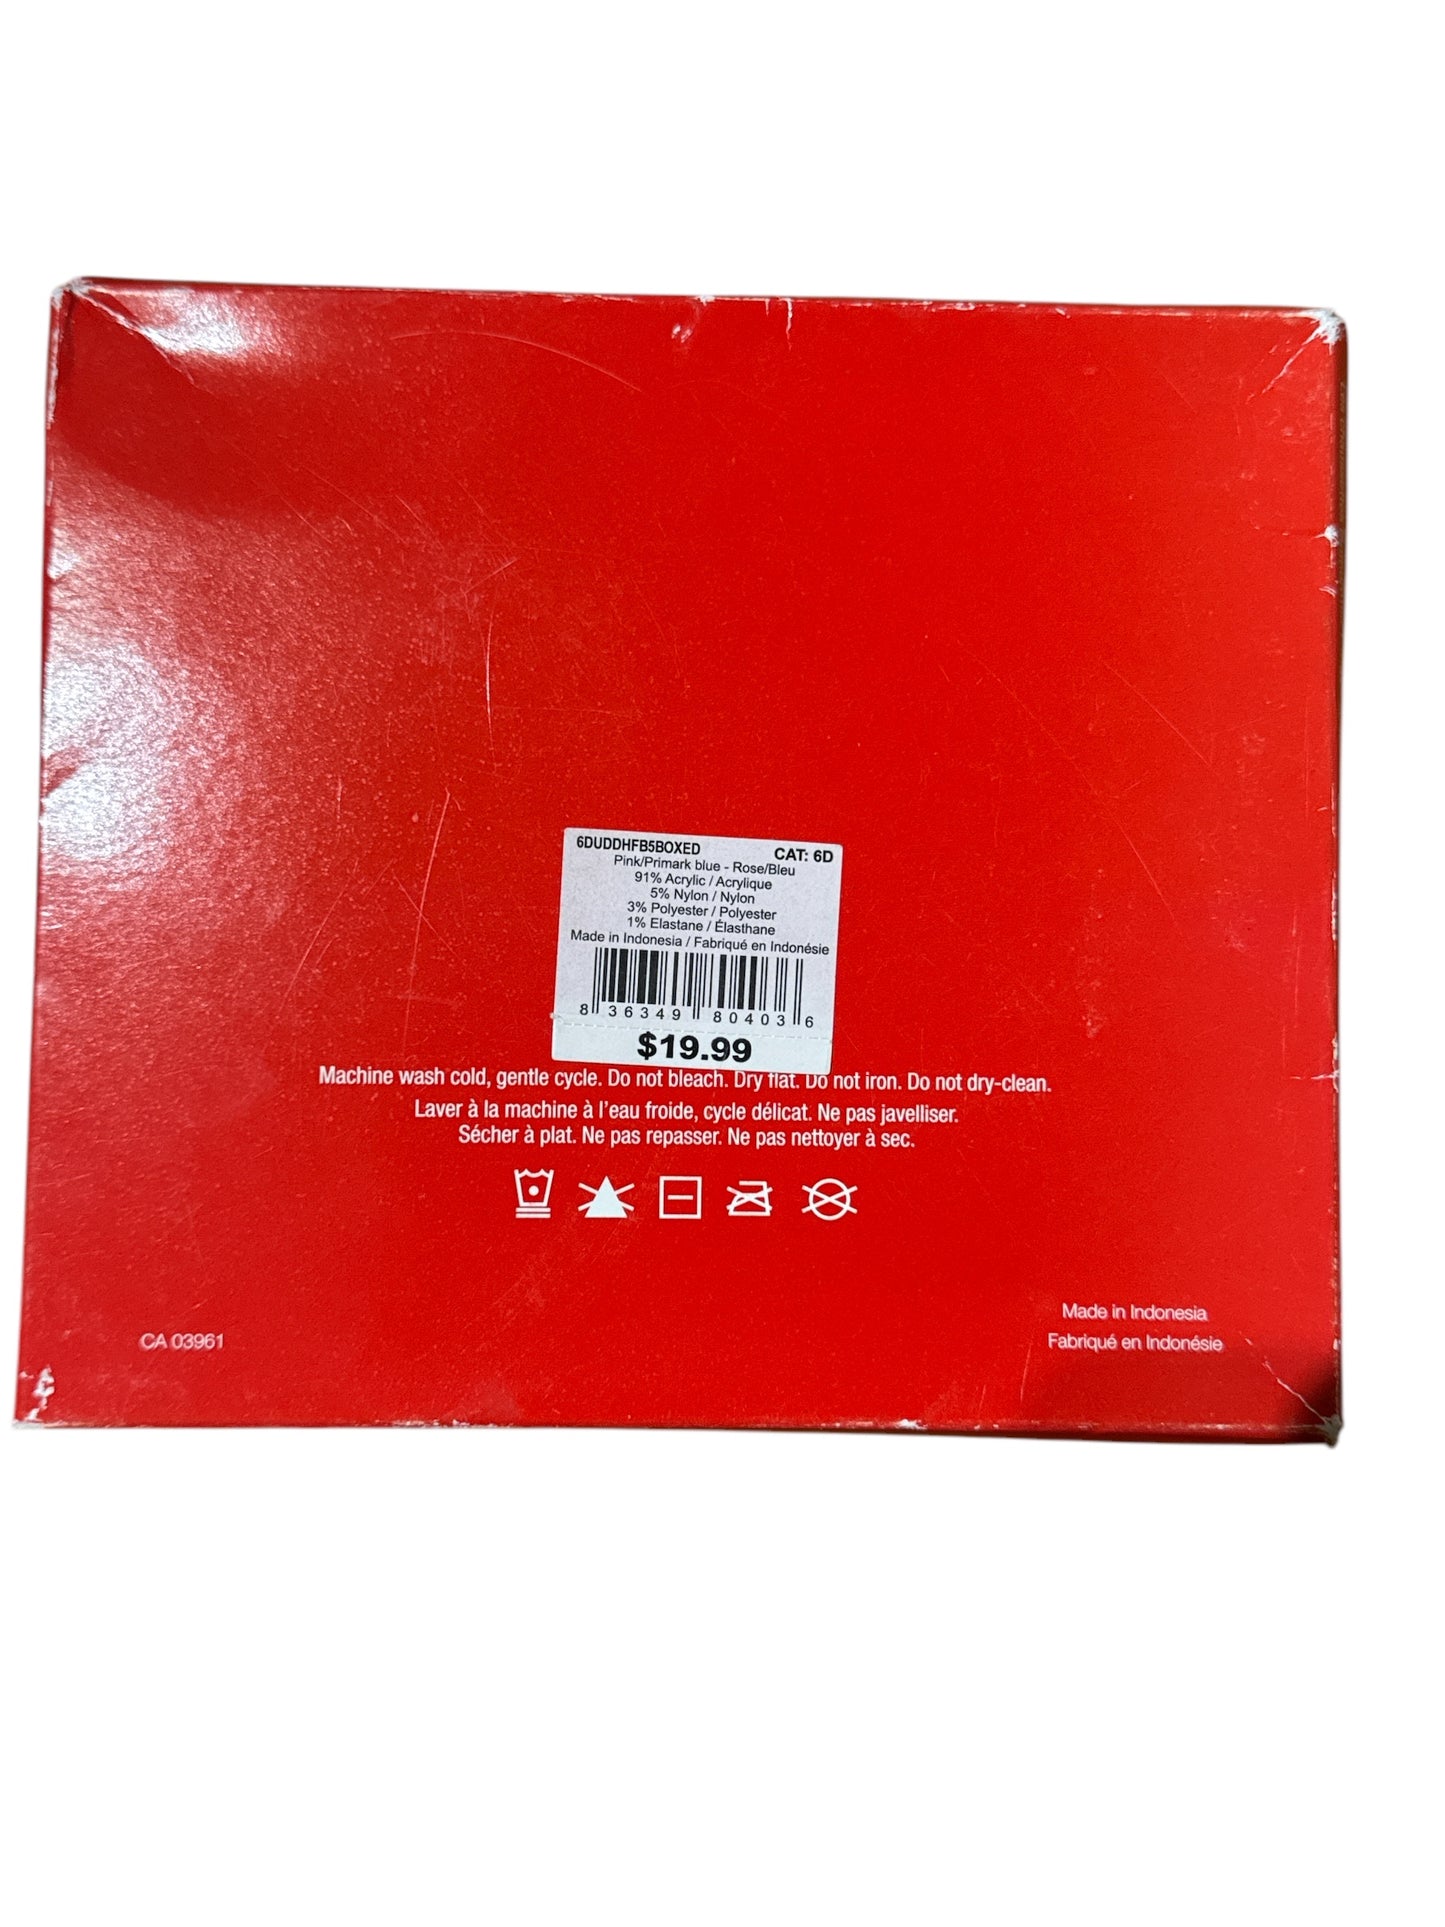 6DUDDHFB5BOXED CAT: 6D
Pink/Primark blue - Rose/Bleu
91% Acrylic / Acrylique
5% Nylon / Nylon
3% Polyester / Polyester
1% Elastane / Élasthane
Made in Indonesia / Fabriqué en Indonésie
8 36349 80403 6
$19.99
Machine wash cold, gentle cycle. Do not bleach. Dry flat. Do not iron. Do not dry-clean.
Laver à la machine à l'eau froide, cycle délicat. Ne pas javelliser.
Sécher à plat. Ne pas repasser. Ne pas nettoyer à sec.
Made in Indonesia
CA 03961
Fabriqué en Indonésie